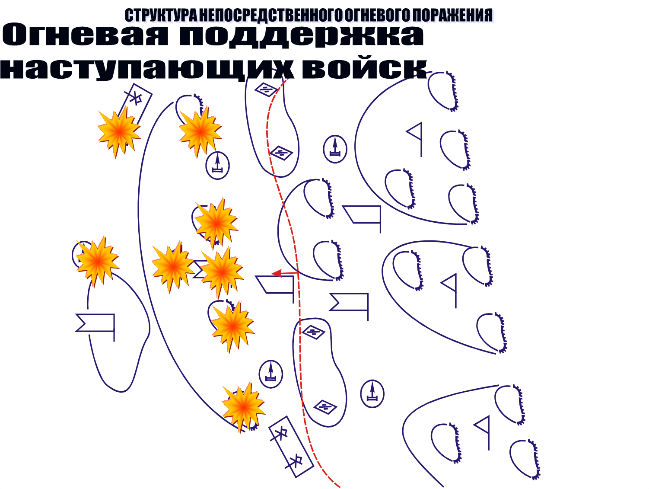 СТРУКТУРА НЕПОСРЕДСТВЕННОГО ОГНЕВОГО ПОРАЖЕНИЯ
Огневая поддержка
наступающих войск